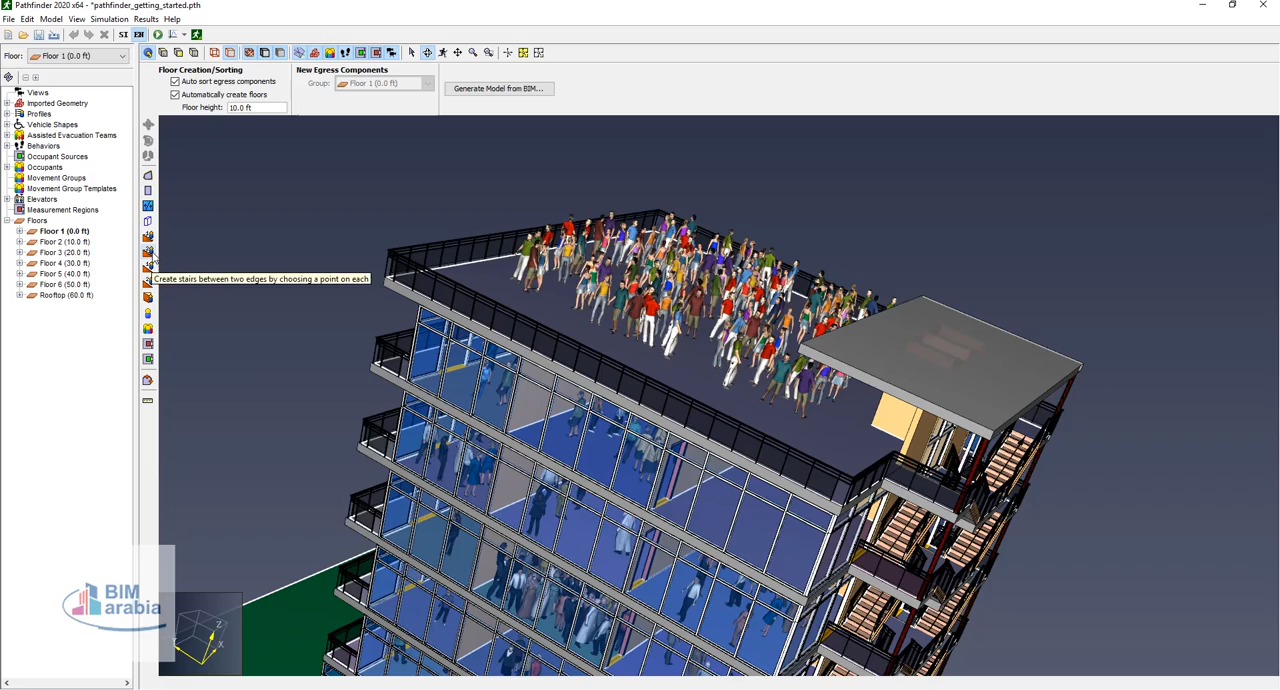 Pathfinder 2020 x64 - *pathfinder_getting_started.pth
File Edit Model View Simulation Results Help
SI EN
Floor: Floor 1 (0.0 ft)
Floor Creation/Sorting
Auto sort egress components
Automatically create floors
Floor height: 10.0 ft
New Egress Components
Group: Floor 1 (0.0 ft)
Generate Model from BIM...
Views
Imported Geometry
Profiles
Vehicle Shapes
Assisted Evacuation Teams
Behaviors
Occupant Sources
Occupants
Movement Groups
Movement Group Templates
Elevators
Measurement Regions
Floors
Floor 1 (0.0 ft)
Floor 2 (10.0 ft)
Floor 3 (20.0 ft)
Floor 4 (30.0 ft)
Floor 5 (40.0 ft)
Floor 6 (50.0 ft)
Rooftop (60.0 ft)
Create stairs between two edges by choosing a point on each
BIM
arabia
Z
Y
X